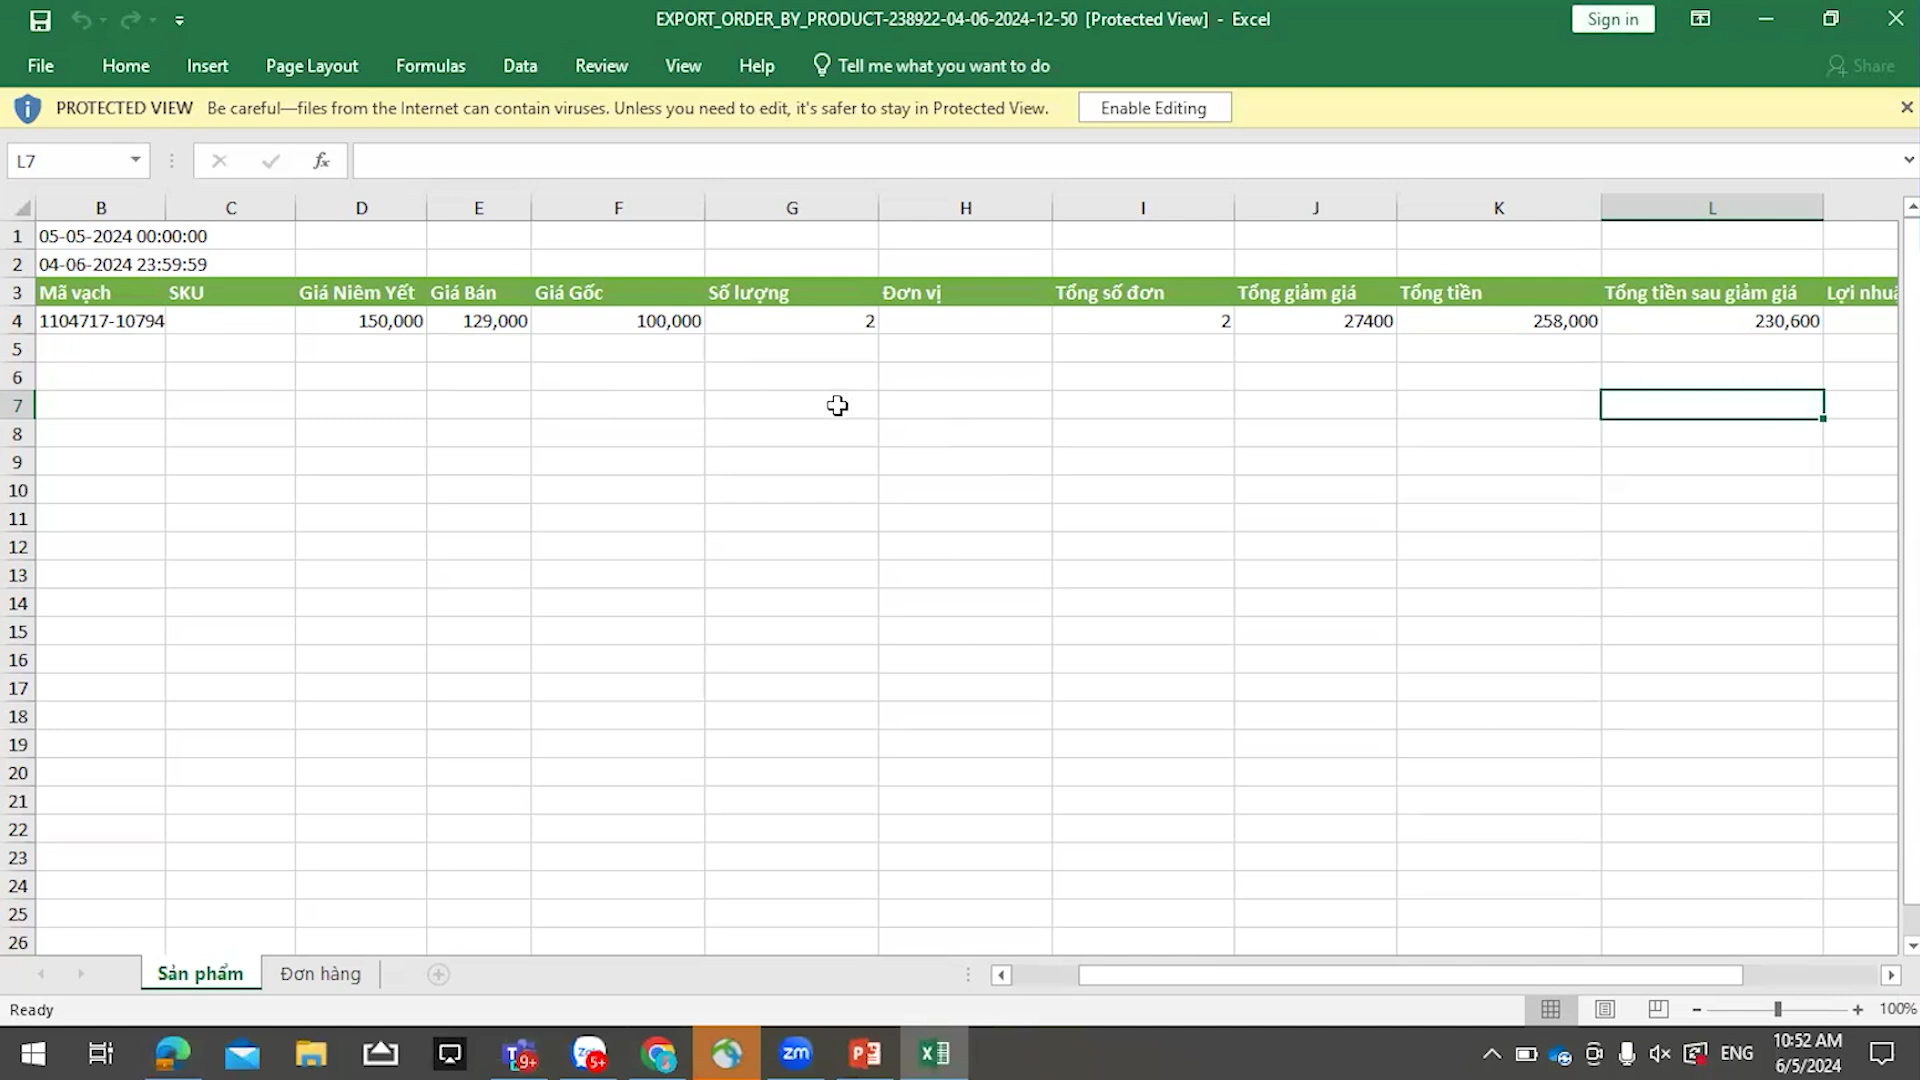 EXPORT_ORDER_BY_PRODUCT-238922-04-06-2024-12-50 [Protected View] - Excel
Sign in
File Home Insert Page Layout Formulas Data Review View Help Tell me what you want to do Share
PROTECTED VIEW Be careful—files from the Internet can contain viruses. Unless you need to edit, it's safer to stay in Protected View. Enable Editing
L7 fx
B C D E F G H I J K L
1 05-05-2024 00:00:00
2 04-06-2024 23:59:59
3 Mã vạch SKU Giá Niêm Yết Giá Bán Giá Gốc Số lượng Đơn vị Tổng số đơn Tổng giảm giá Tổng tiền Tổng tiền sau giảm giá Lợi
4 1104717-10794 150,000 129,000 100,000 2 2 27400 258,000 230,600
5
6
7
8
9
10
11
12
13
14
15
16
17
18
19
20
21
22
23
24
25
26
Sản phẩm Đơn hàng
Ready 100%
9+ 5+ zm ENG
10:52 AM
6/5/2024